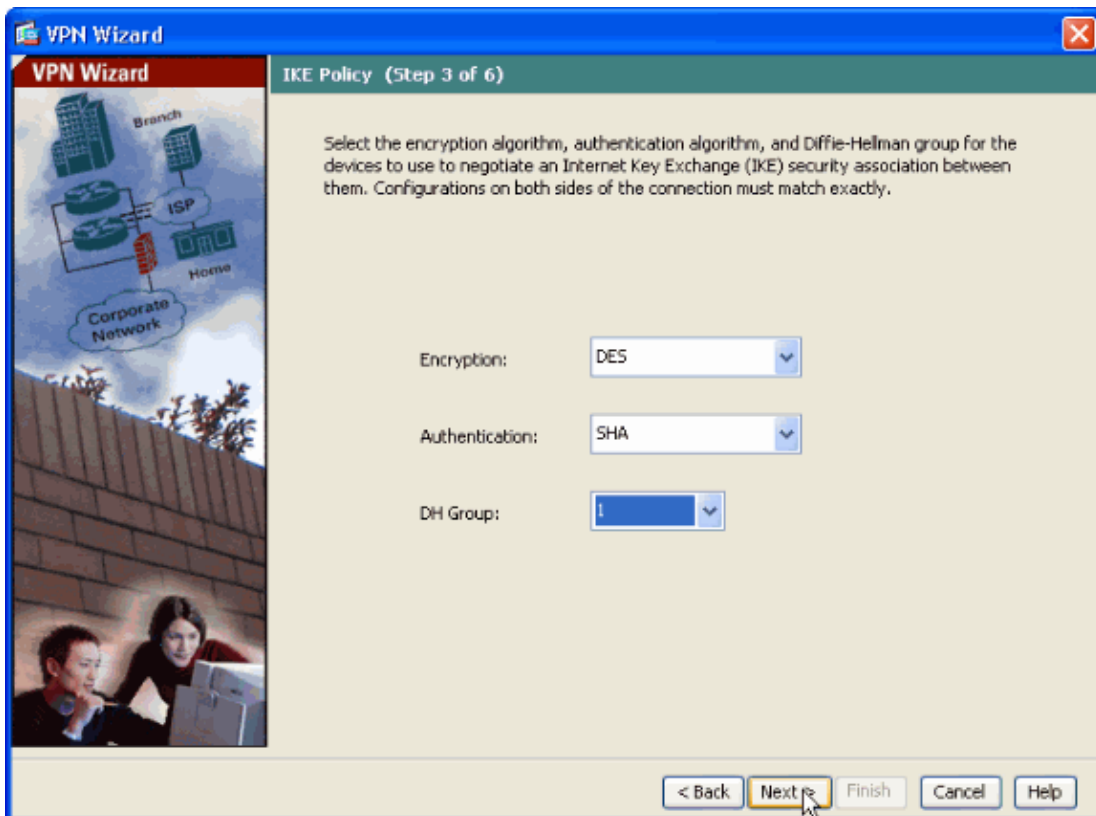 VPN Wizard
VPN Wizard
IKE Policy (Step 3 of 6)
Branch
ISP
Home
Corporate
Network
Select the encryption algorithm, authentication algorithm, and Diffie-Hellman group for the
devices to use to negotiate an Internet Key Exchange (IKE) security association between
them. Configurations on both sides of the connection must match exactly.
Encryption: DES
Authentication: SHA
DH Group: 1
< Back Next > Finish Cancel Help